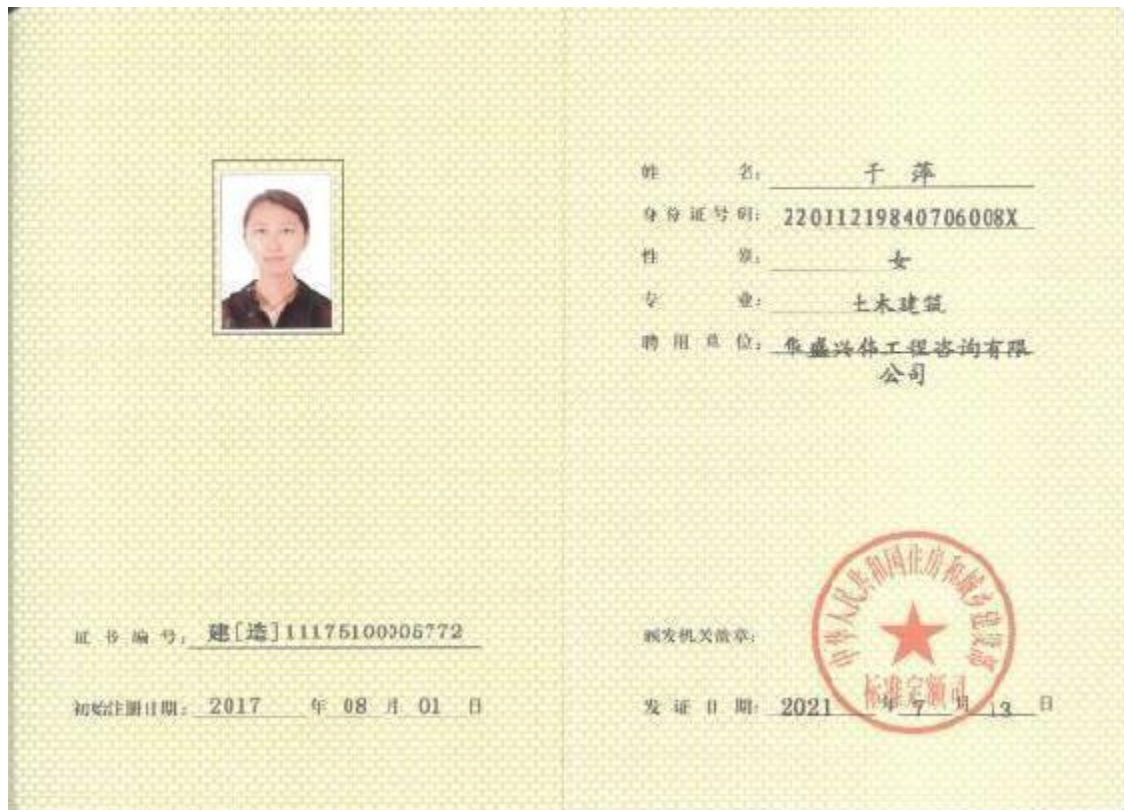 证书编号：建[造]11175100005772
初始注册日期：2017 年 08 月 01 日
姓 名：于 萍
身份证号码：22011219840706008X
性 别：女
专 业：土木建筑
聘用单位：华盛兴伟工程咨询有限
公司
中华人民共和国住房和城乡建设部
标准定额司
颁发机关徽章：
发证日期：2021 年 7 月 13 日